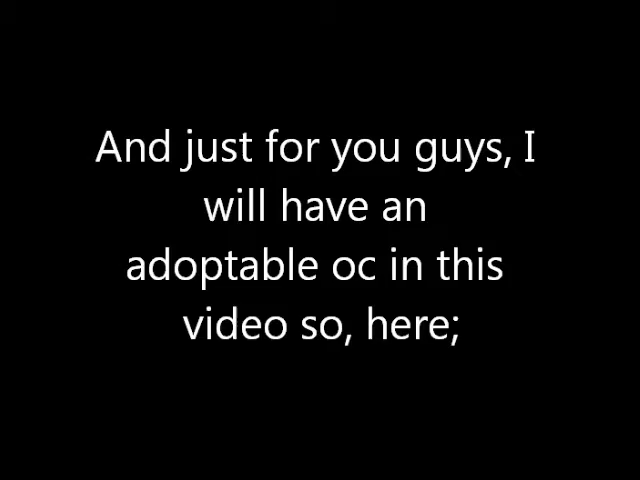 And just for you guys, I
will have an
adoptable oc in this
video so, here;